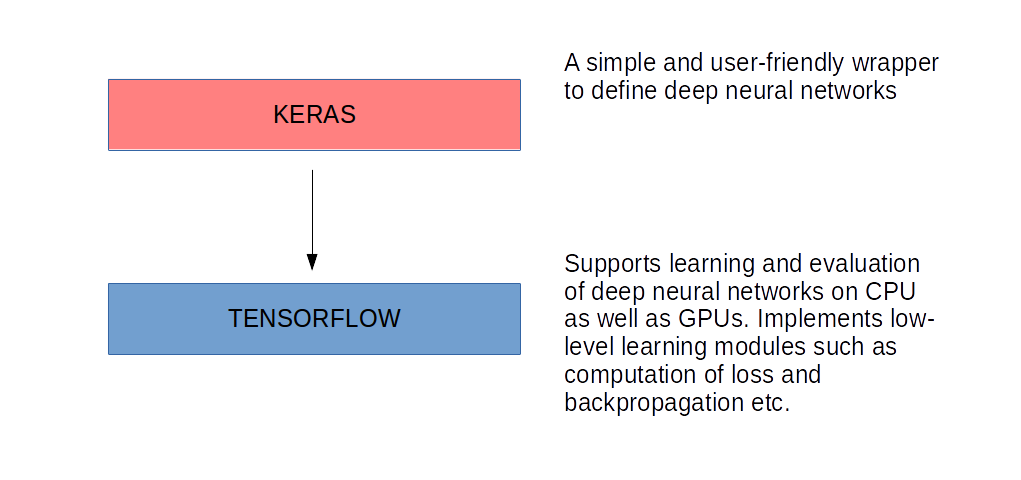 A simple and user-friendly wrapper
to define deep neural networks
KERAS
Supports learning and evaluation
of deep neural networks on CPU
as well as GPUs. Implements low-
level learning modules such as
computation of loss and
backpropagation etc.
TENSORFLOW